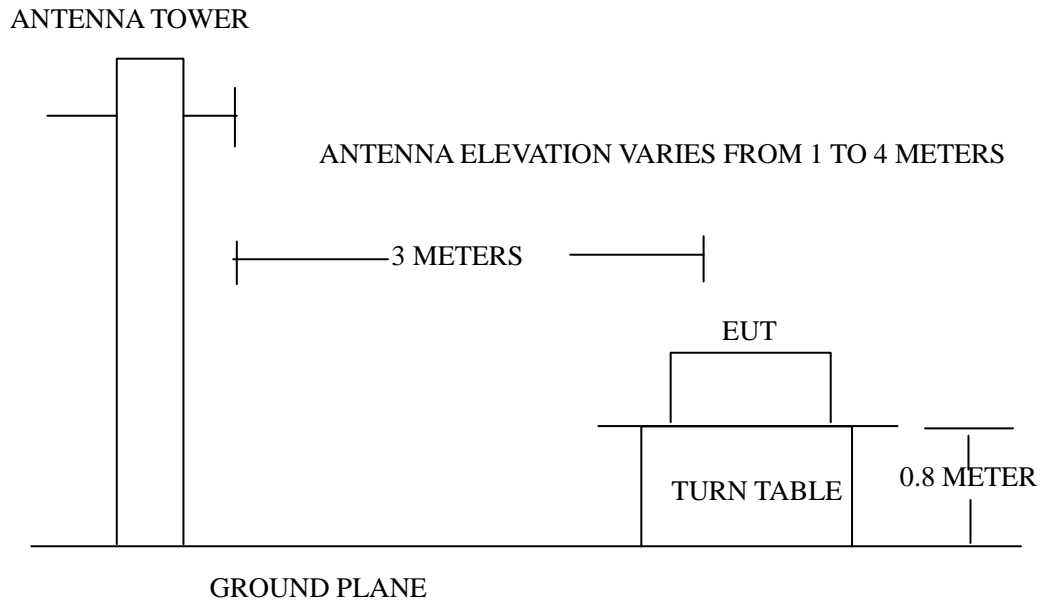 ANTENNA TOWER
ANTENNA ELEVATION VARIES FROM 1 TO 4 METERS
3 METERS
EUT
TURN TABLE
0.8 METER
GROUND PLANE